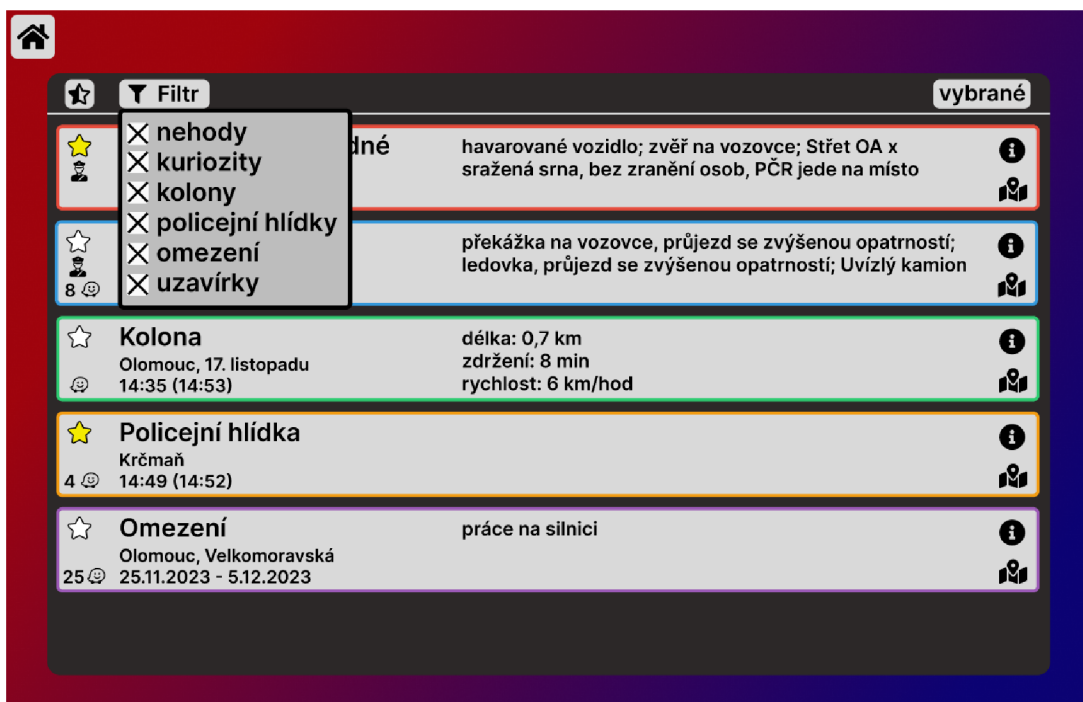 Filtr
vybrané
nehody
kuriozity
kolony
policejní hlídky
omezení
uzavírky
havarované vozidlo; zvěř na vozovce; Střet OA x
sražená srna, bez zranění osob, PČR jede na místo
překážka na vozovce, průjezd se zvýšenou opatrností;
ledovka, průjezd se zvýšenou opatrností; Uvízlý kamion
8
Kolona
Olomouc, 17. listopadu
14:35 (14:53)
délka: 0,7 km
zdržení: 8 min
rychlost: 6 km/hod
Policejní hlídka
Krčmaň
4 14:49 (14:52)
Omezení
Olomouc, Velkomoravská
25 25.11.2023 - 5.12.2023
práce na silnici